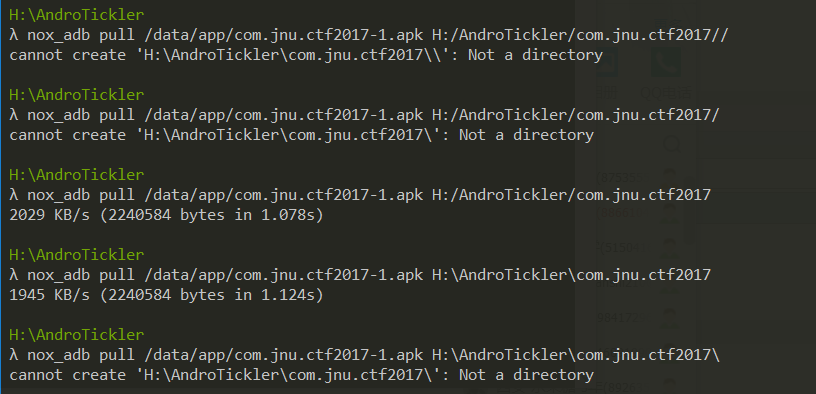 H:\AndroTickler
λ nox_adb pull /data/app/com.jnu.ctf2017-1.apk H:/AndroTickler/com.jnu.ctf2017//
cannot create 'H:\AndroTickler\com.jnu.ctf2017\\': Not a directory
H:\AndroTickler
λ nox_adb pull /data/app/com.jnu.ctf2017-1.apk H:/AndroTickler/com.jnu.ctf2017/
cannot create 'H:\AndroTickler\com.jnu.ctf2017\': Not a directory
H:\AndroTickler
λ nox_adb pull /data/app/com.jnu.ctf2017-1.apk H:/AndroTickler/com.jnu.ctf2017
2029 KB/s (2240584 bytes in 1.078s)
H:\AndroTickler
λ nox_adb pull /data/app/com.jnu.ctf2017-1.apk H:\AndroTickler\com.jnu.ctf2017
1945 KB/s (2240584 bytes in 1.124s)
H:\AndroTickler
λ nox_adb pull /data/app/com.jnu.ctf2017-1.apk H:\AndroTickler\com.jnu.ctf2017\
cannot create 'H:\AndroTickler\com.jnu.ctf2017\': Not a directory